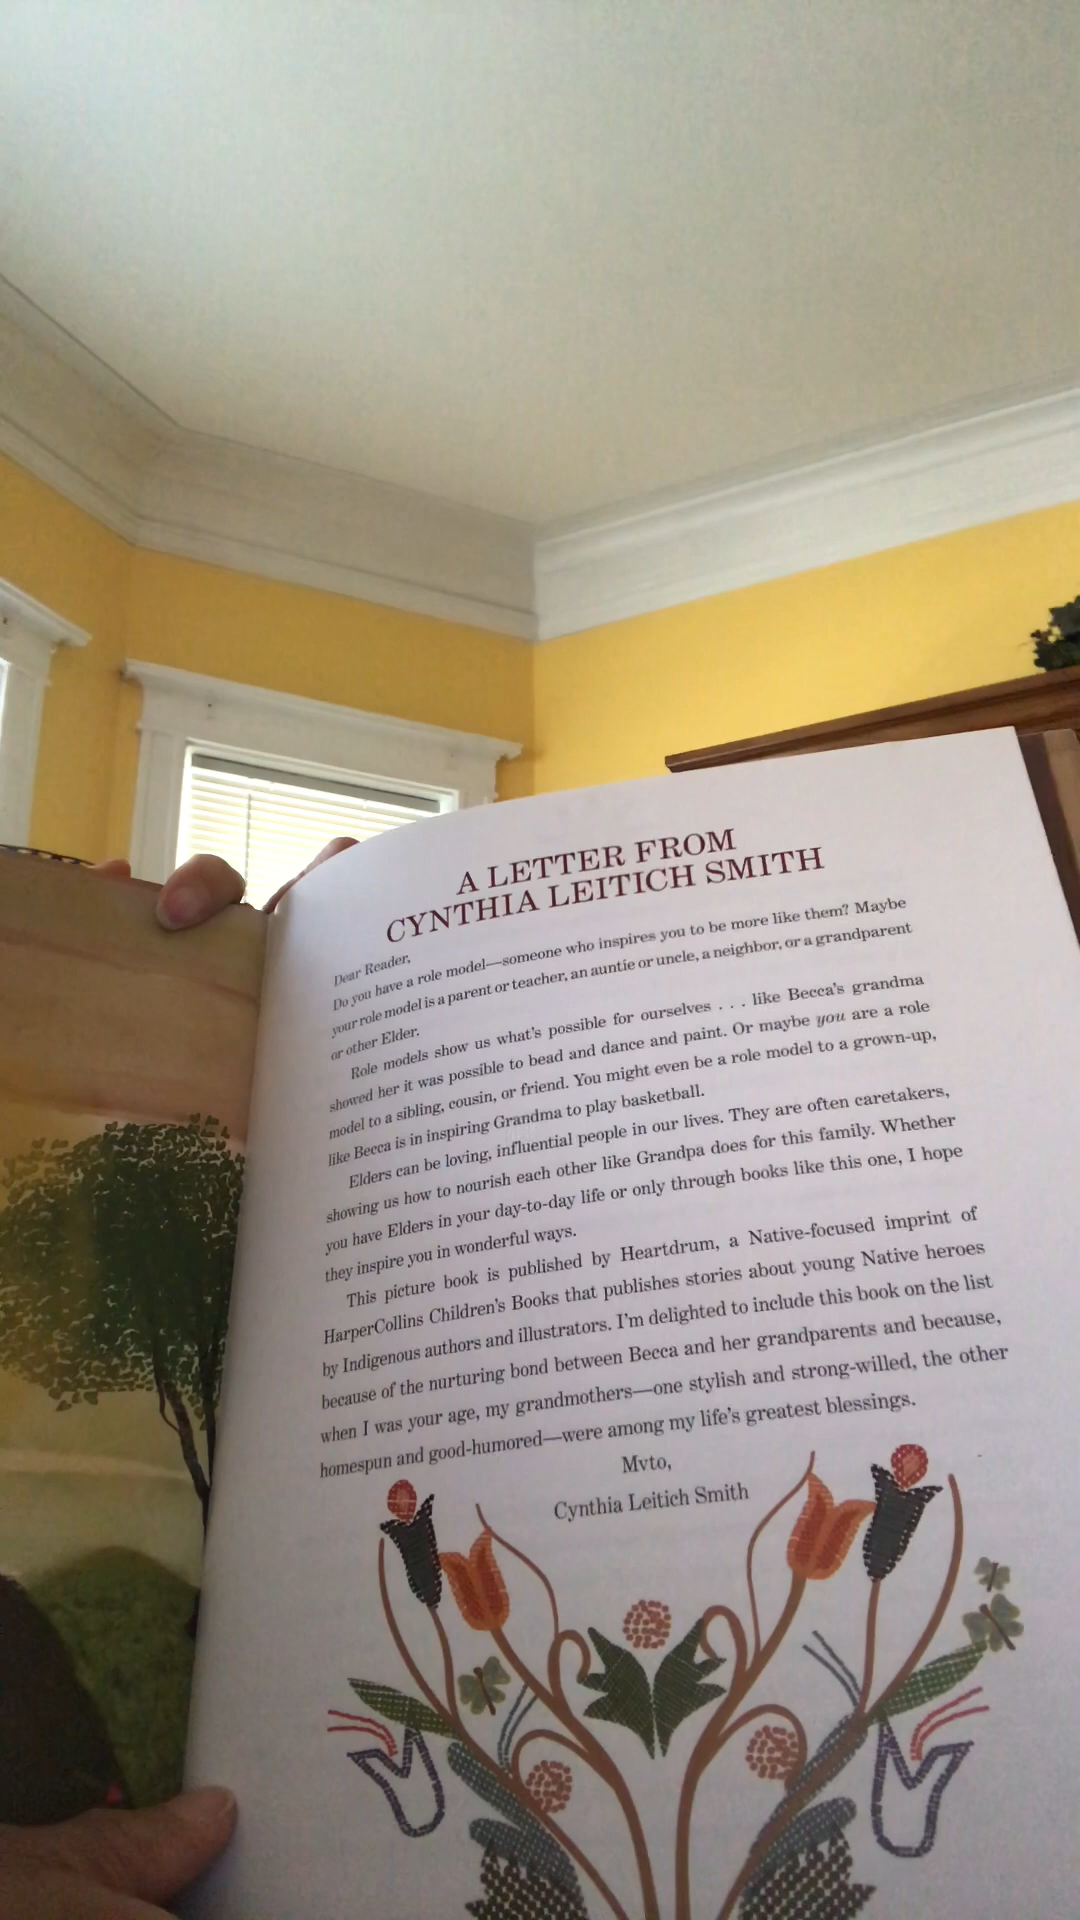 A LETTER FROM
CYNTHIA LEITICH SMITH
Dear Reader,
Do you have a role model—someone who inspires you to be more like them? Maybe
your role model is a parent or teacher, an auntie or uncle, a neighbor, or a grandparent
or other Elder.
Role models show us what's possible for ourselves . . . like Becca's grandma
showed her it was possible to bead and dance and paint. Or maybe you are a role
model to a sibling, cousin, or friend. You might even be a role model to a grown-up,
like Becca is in inspiring Grandma to play basketball.
Elders can be loving, influential people in our lives. They are often caretakers,
showing us how to nourish each other like Grandpa does for this family. Whether
you have Elders in your day-to-day life or only through books like this one, I hope
they inspire you in wonderful ways.
This picture book is published by Heartdrum, a Native-focused imprint of
HarperCollins Children's Books that publishes stories about young Native heroes
by Indigenous authors and illustrators. I'm delighted to include this book on the list
because of the nurturing bond between Becca and her grandparents and because,
when I was your age, my grandmothers—one stylish and strong-willed, the other
homespun and good-humored—were among my life's greatest blessings.
Mvto,
Cynthia Leitich Smith